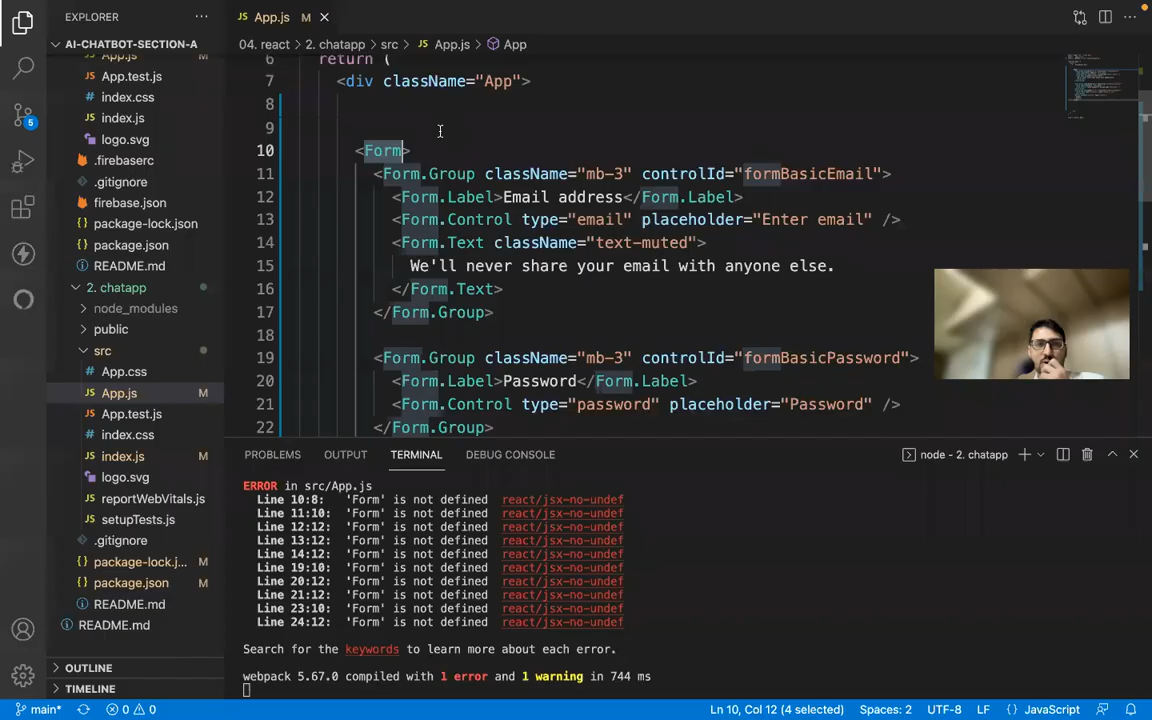 EXPLORER
AI-CHATBOT-SECTION-A
App.js
App.test.js
index.css
index.js
logo.svg
.firebaserc
.gitignore
firebase.json
package-lock.json
package.json
README.md
2. chatapp
node_modules
public
src
App.css
App.js M
App.test.js
index.css
index.js M
logo.svg
reportWebVitals.js
setupTests.js
.gitignore
package-lock.j... M
package.json M
README.md
README.md
OUTLINE
TIMELINE
5
JS App.js M
04. react > 2. chatapp > src > JS App.js > App
6 return (
7 <div className="App">
8
9
10 <Form>
11 <Form.Group className="mb-3" controlId="formBasicEmail">
12 <Form.Label>Email address</Form.Label>
13 <Form.Control type="email" placeholder="Enter email" />
14 <Form.Text className="text-muted">
15 We'll never share your email with anyone else.
16 </Form.Text>
17 </Form.Group>
18
19 <Form.Group className="mb-3" controlId="formBasicPassword">
20 <Form.Label>Password</Form.Label>
21 <Form.Control type="password" placeholder="Password" />
22 </Form.Group>
PROBLEMS OUTPUT TERMINAL DEBUG CONSOLE node - 2. chatapp
ERROR in src/App.js
Line 10:8: 'Form' is not defined react/jsx-no-undef
Line 11:10: 'Form' is not defined react/jsx-no-undef
Line 12:12: 'Form' is not defined react/jsx-no-undef
Line 13:12: 'Form' is not defined react/jsx-no-undef
Line 14:12: 'Form' is not defined react/jsx-no-undef
Line 19:10: 'Form' is not defined react/jsx-no-undef
Line 20:12: 'Form' is not defined react/jsx-no-undef
Line 21:12: 'Form' is not defined react/jsx-no-undef
Line 23:10: 'Form' is not defined react/jsx-no-undef
Line 24:12: 'Form' is not defined react/jsx-no-undef
Search for the keywords to learn more about each error.
webpack 5.67.0 compiled with 1 error and 1 warning in 744 ms
main* 0 0 Ln 10, Col 12 (4 selected) Spaces: 2 UTF-8 LF {} JavaScript